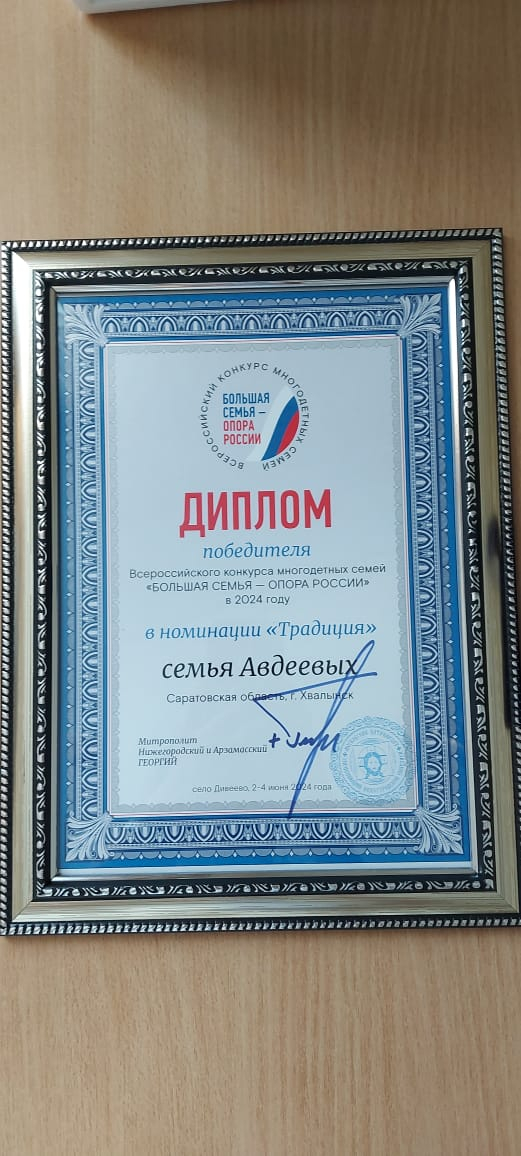 ВСЕРОССИЙСКИЙ КОНКУРС МНОГОДЕТНЫХ СЕМЕЙ
БОЛЬШАЯ
СЕМЬЯ —
ОПОРА
РОССИИ
ДИПЛОМ
победителя
Всероссийского конкурса многодетных семей
«БОЛЬШАЯ СЕМЬЯ — ОПОРА РОССИИ»
в 2024 году
в номинации «Традиция»
семья Авдеевых
Саратовская область, г. Хвалынск
Митрополит
Нижегородский и Арзамасский
ГЕОРГИЙ
село Дивеево, 2-4 июня 2024 года